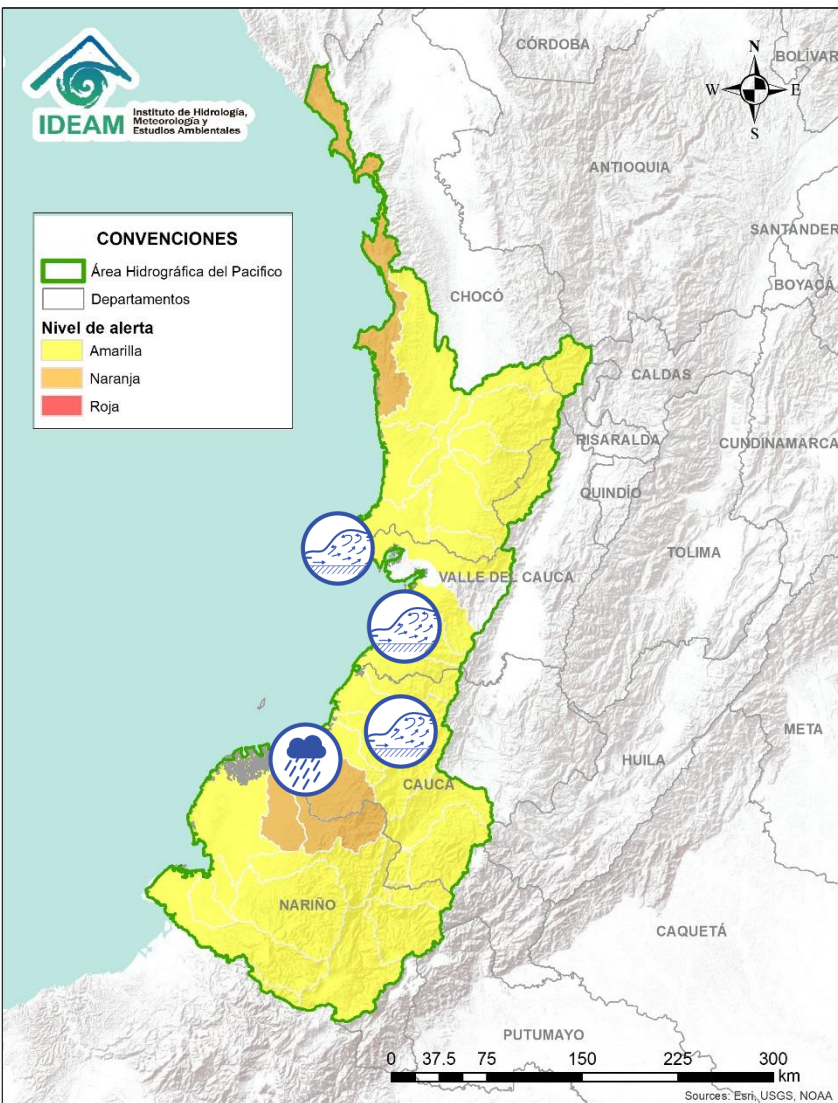 IDEAM
Instituto de Hidrología,
Meteorología y
Estudios Ambientales
CÓRDOBA
BOLÍVAR
N
W
E
S
ANTIOQUIA
SANTANDER
BOYACÁ
CONVENCIONES
Área Hidrográfica del Pacifico
Departamentos
Nivel de alerta
Amarilla
Naranja
Roja
CHOCÓ
CALDAS
RISARALDA
CUNDINAMARCA
QUINDÍO
TOLIMA
VALLE DEL CAUCA
META
HUILA
CAUCA
NARIÑO
CAQUETÁ
PUTUMAYO
0 37.5 75 150 225 300
km
Sources: Esri, USGS, NOAA